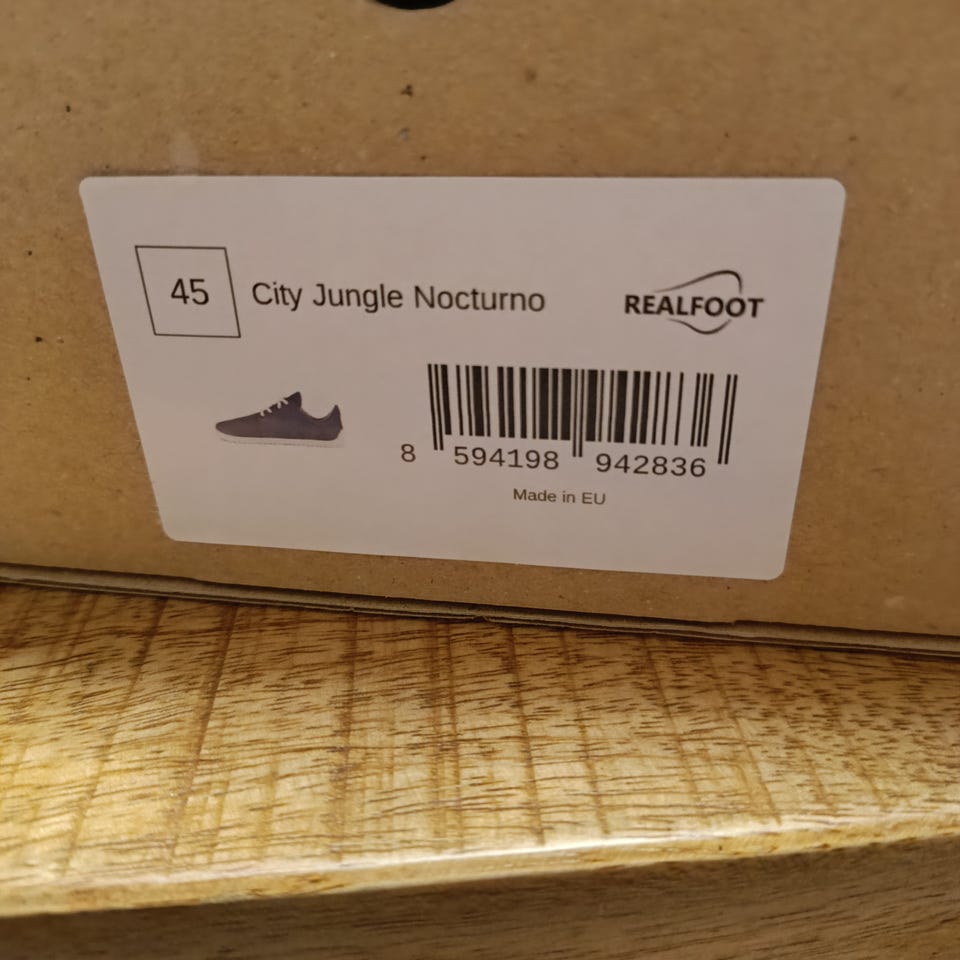 45
City Jungle Nocturno
REALFOOT
8 594198 942836
Made in EU